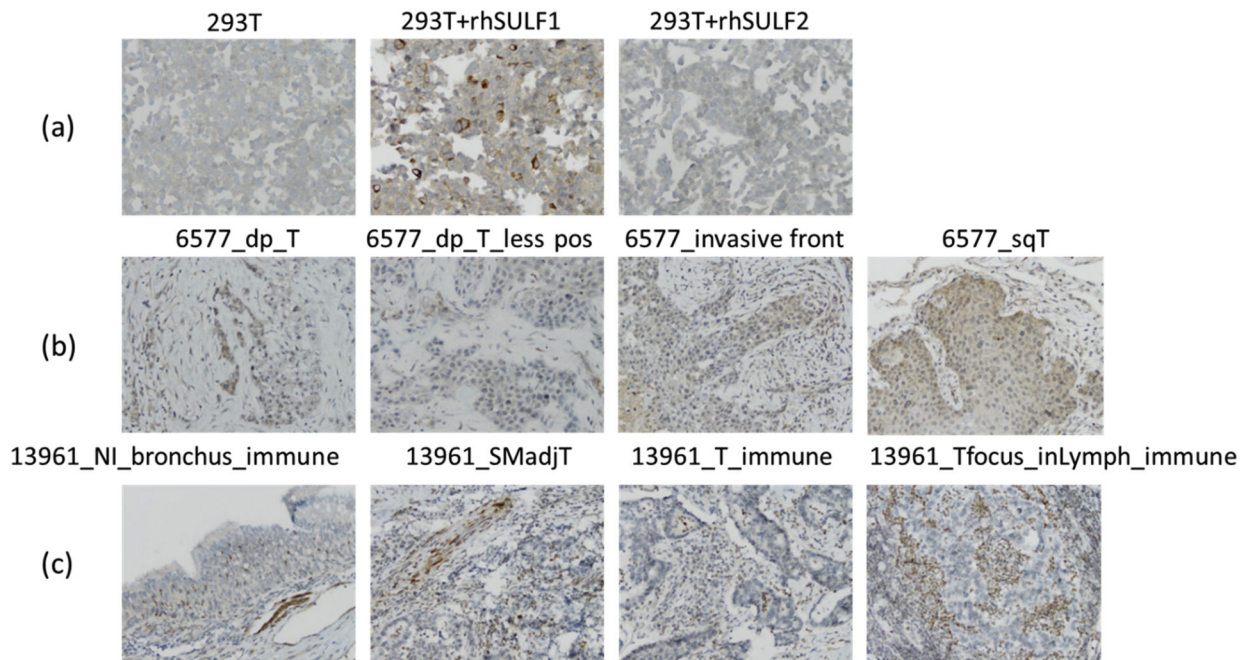 293T 293T+rhSULF1 293T+rhSULF2
(a)
6577_dp_T 6577_dp_T_less pos 6577_invasive front 6577_sqT
(b)
13961_NI_bronchus_immune 13961_SMadjT 13961_T_immune 13961_Tfocus_inLymph_immune
(c)